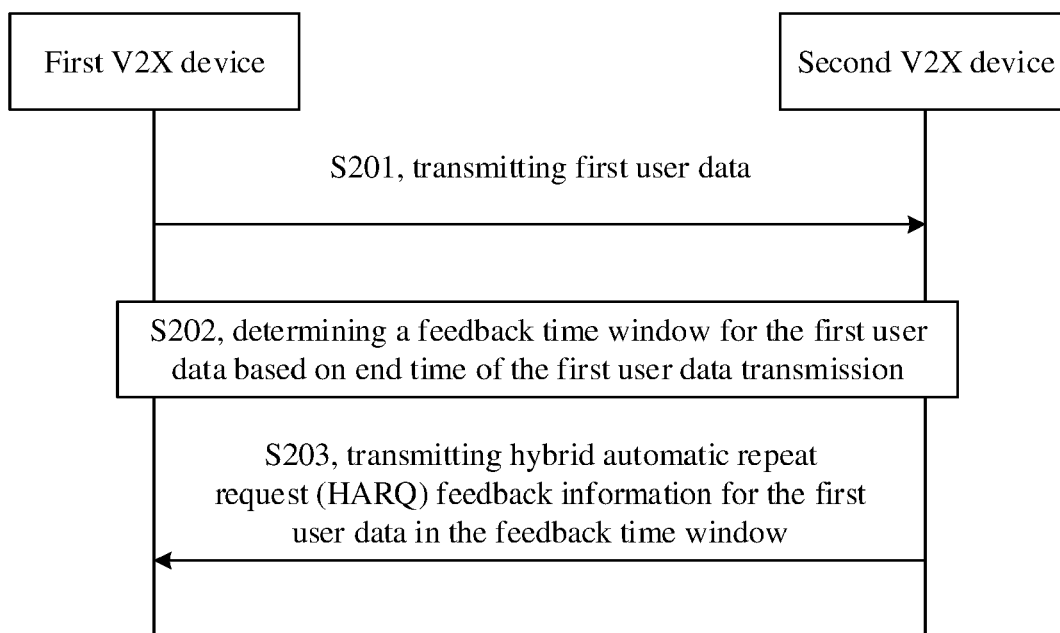 First V2X device
Second V2X device
S201, transmitting first user data
S202, determining a feedback time window for the first user
data based on end time of the first user data transmission
S203, transmitting hybrid automatic repeat
request (HARQ) feedback information for the first
user data in the feedback time window